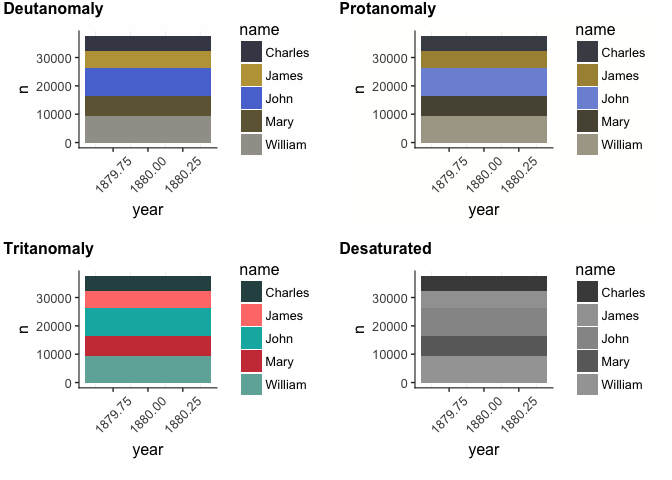 Deutanomaly
name
Charles
James
John
Mary
William
30000
20000
10000
0
n
1879.75
1880.00
1880.25
year
Protanomaly
name
Charles
James
John
Mary
William
30000
20000
10000
0
n
1879.75
1880.00
1880.25
year
Tritanomaly
name
Charles
James
John
Mary
William
30000
20000
10000
0
n
1879.75
1880.00
1880.25
year
Desaturated
name
Charles
James
John
Mary
William
30000
20000
10000
0
n
1879.75
1880.00
1880.25
year